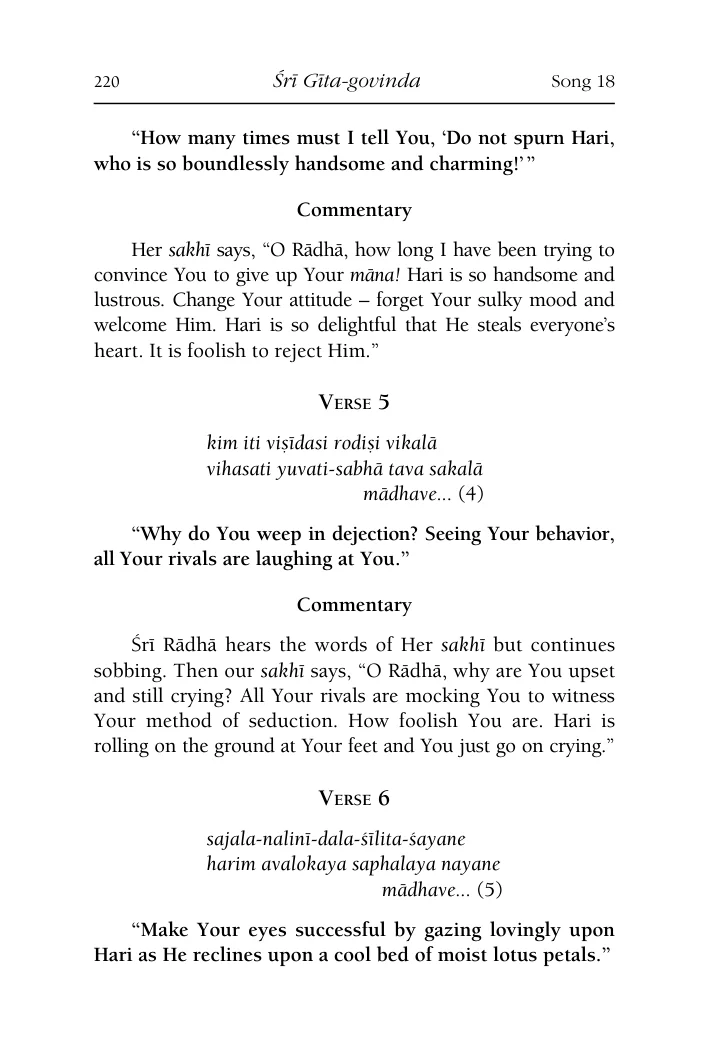 220 Śrī Gīta-govinda Song 18
“How many times must I tell You, ‘Do not spurn Hari,
who is so boundlessly handsome and charming!’”
Commentary
Her sakhī says, “O Rādhā, how long I have been trying to
convince You to give up Your māna! Hari is so handsome and
lustrous. Change Your attitude – forget Your sulky mood and
welcome Him. Hari is so delightful that He steals everyone’s
heart. It is foolish to reject Him.”
Verse 5
kim iti viṣīdasi rodiṣi vikalā
vihasati yuvati-sabhā tava sakalā
mādhave... (4)
“Why do You weep in dejection? Seeing Your behavior,
all Your rivals are laughing at You.”
Commentary
Śrī Rādhā hears the words of Her sakhī but continues
sobbing. Then our sakhī says, “O Rādhā, why are You upset
and still crying? All Your rivals are mocking You to witness
Your method of seduction. How foolish You are. Hari is
rolling on the ground at Your feet and You just go on crying.”
Verse 6
sajala-nalinī-dala-śīlita-śayane
harim avalokaya saphalaya nayane
mādhave... (5)
“Make Your eyes successful by gazing lovingly upon
Hari as He reclines upon a cool bed of moist lotus petals.”